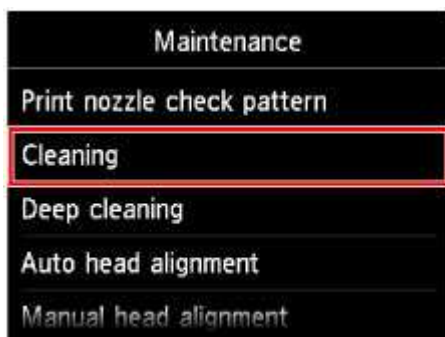 Maintenance
Print nozzle check pattern
Cleaning
Deep cleaning
Auto head alignment
Manual head alignment